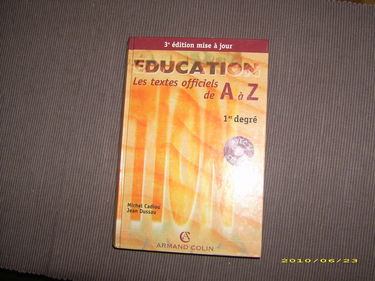 3e édition mise à jour
EDUCATION
Les textes officiels
de A à Z
1er degré
Michel Cadiou
Jean Dussau
ARMAND COLIN
2010/06/23